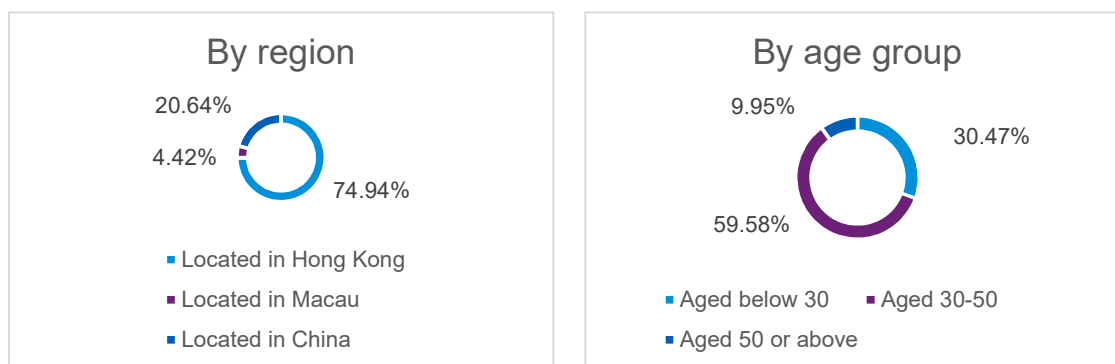 By region
20.64%
4.42%
74.94%
Located in Hong Kong
Located in Macau
Located in China
By age group
9.95%
30.47%
59.58%
Aged below 30
Aged 30-50
Aged 50 or above